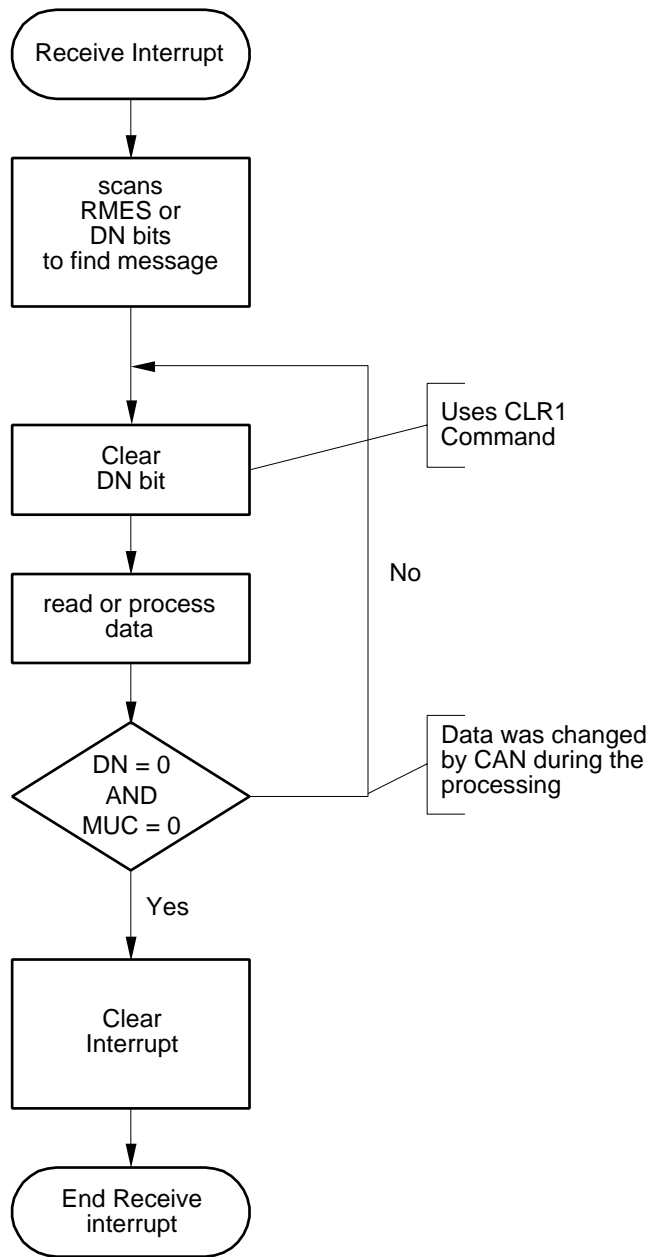 Receive Interrupt
scans
RMES or
DN bits
to find message
Uses CLR1
Command
Clear
DN bit
No
read or process
data
Data was changed
by CAN during the
processing
DN = 0
AND
MUC = 0
Yes
Clear
Interrupt
End Receive
interrupt